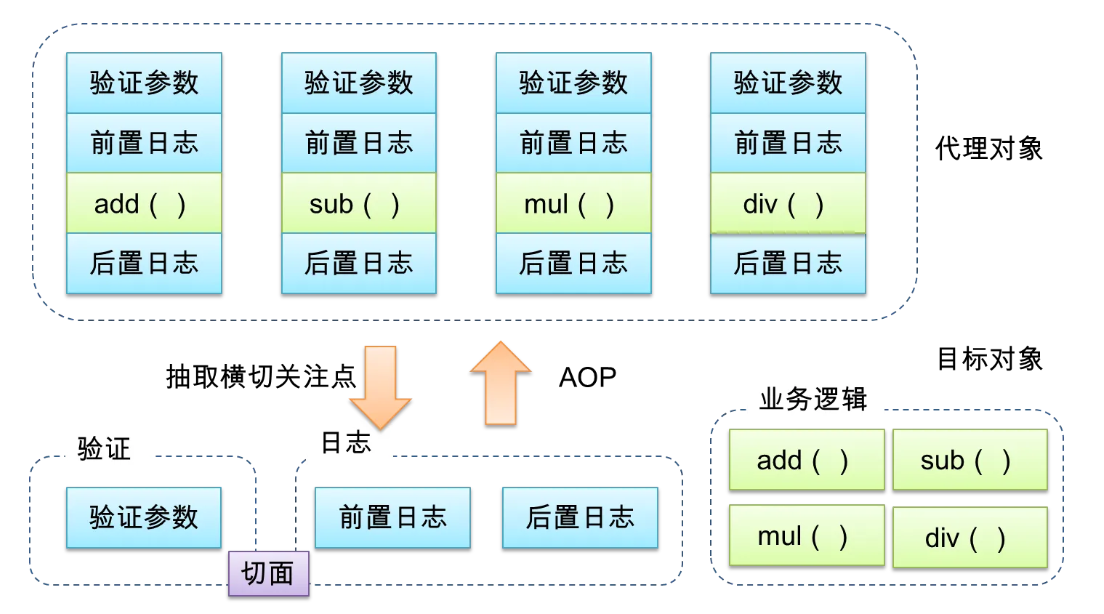 验证参数 验证参数 验证参数 验证参数
前置日志 前置日志 前置日志 前置日志
代理对象
add（ ） sub（ ） mul（ ） div（ ）
后置日志 后置日志 后置日志 后置日志
抽取横切关注点
AOP
目标对象
业务逻辑
验证
日志
add（ ） sub（ ）
验证参数
前置日志 后置日志
mul（ ） div（ ）
切面